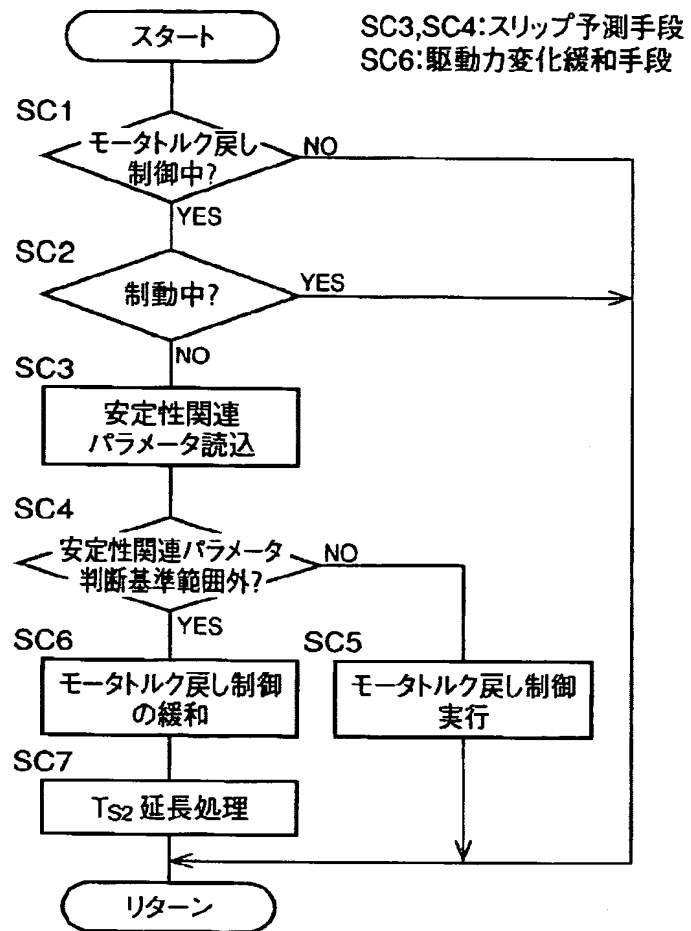 スタート
SC3,SC4:スリップ予測手段
SC6:駆動力変化緩和手段
SC1
モータトルク戻し
制御中?
NO
YES
SC2
制動中?
YES
NO
SC3
安定性関連
パラメータ読込
SC4
安定性関連パラメータ
判断基準範囲外?
NO
YES
SC6
モータトルク戻し制御
の緩和
SC5
モータトルク戻し制御
実行
SC7
TS2 延長処理
リターン